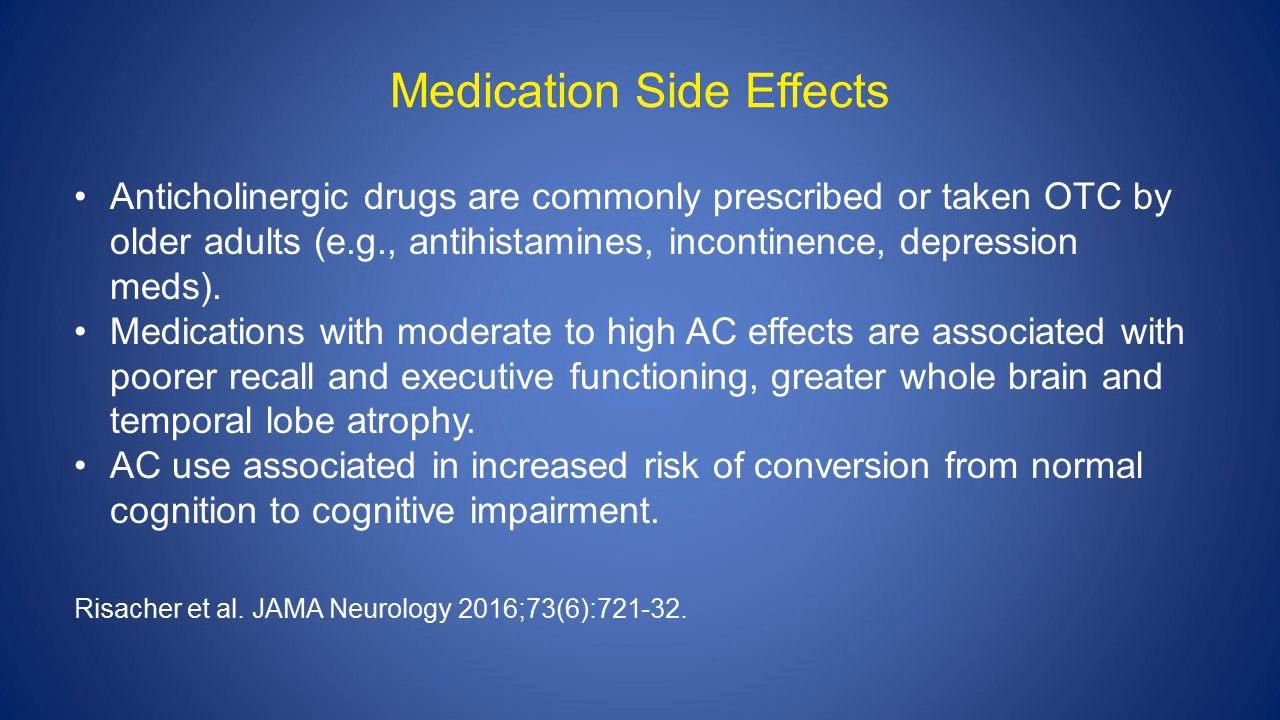 Medication Side Effects
• Anticholinergic drugs are commonly prescribed or taken OTC by
older adults (e.g., antihistamines, incontinence, depression
meds).
• Medications with moderate to high AC effects are associated with
poorer recall and executive functioning, greater whole brain and
temporal lobe atrophy.
• AC use associated in increased risk of conversion from normal
cognition to cognitive impairment.
Risacher et al. JAMA Neurology 2016;73(6):721-32.